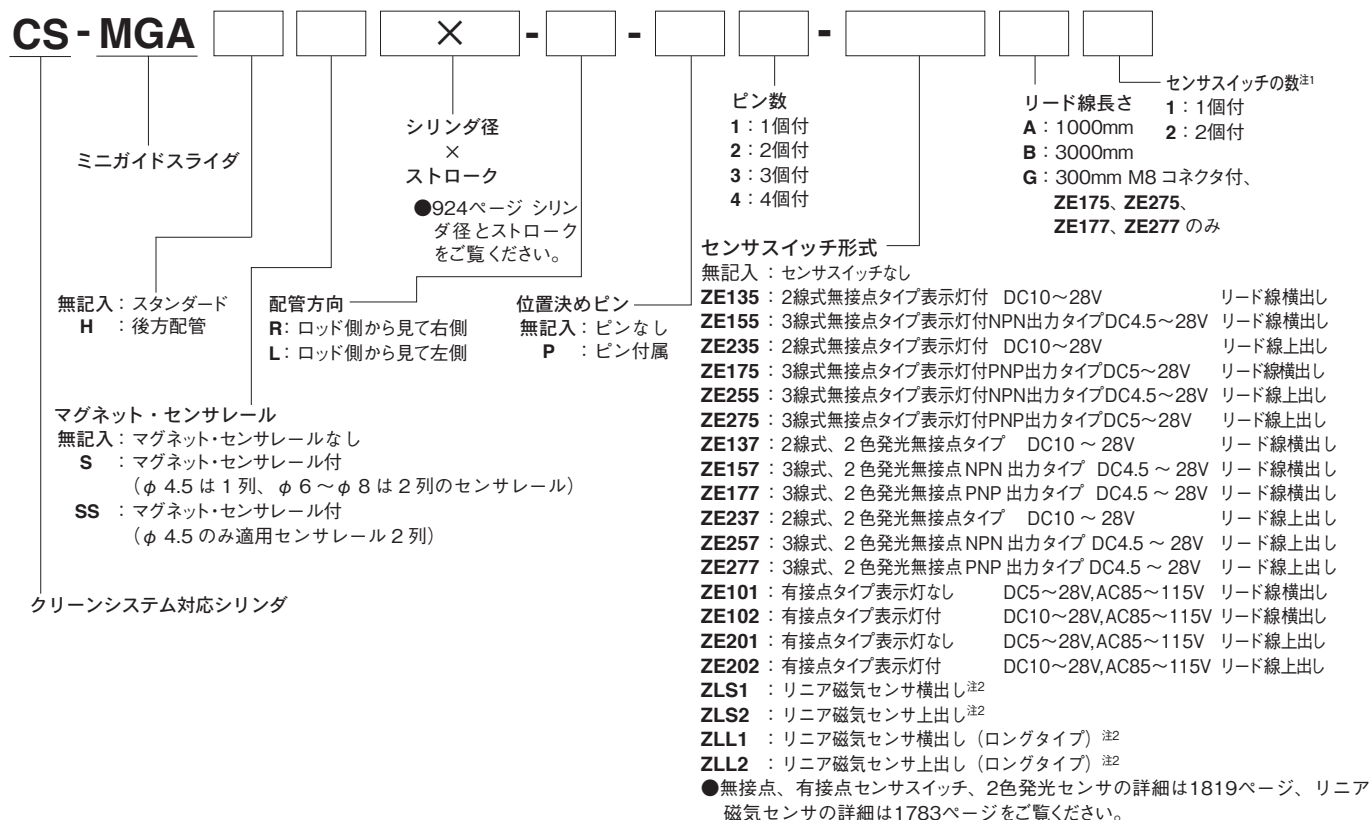 CS-MGA □ □ □×□-□-□ □-□ □ □
ミニガイドスライダ
シリンダ径
×
ストローク
●924ページ シリン
ダ径とストローク
をご覧ください。
ピン数
1：1個付
2：2個付
3：3個付
4：4個付
リード線長さ
A：1000mm
B：3000mm
G：300mm M8 コネクタ付、
ZE175、ZE275、
ZE177、ZE277 のみ
センサスイッチの数注1
1：1個付
2：2個付
無記入：スタンダード
H ：後方配管
配管方向
R：ロッド側から見て右側
L：ロッド側から見て左側
位置決めピン
無記入：ピンなし
P ：ピン付属
マグネット・センサレール
無記入：マグネット・センサレールなし
S ：マグネット・センサレール付
（φ 4.5 は 1 列、φ 6～φ 8 は 2 列のセンサレール）
SS ：マグネット・センサレール付
（φ 4.5 のみ適用センサレール 2 列）
クリーンシステム対応シリンダ
センサスイッチ形式
無記入：センサスイッチなし
ZE135：2線式無接点タイプ表示灯付 DC10～28V リード線横出し
ZE155：3線式無接点タイプ表示灯付NPN出力タイプDC4.5～28V リード線横出し
ZE235：2線式無接点タイプ表示灯付 DC10～28V リード線上出し
ZE175：3線式無接点タイプ表示灯付PNP出力タイプDC5～28V リード線横出し
ZE255：3線式無接点タイプ表示灯付NPN出力タイプDC4.5～28V リード線上出し
ZE275：3線式無接点タイプ表示灯付PNP出力タイプDC5～28V リード線上出し
ZE137：2線式、2 色発光無接点タイプ DC10 ～ 28V リード線横出し
ZE157：3線式、2 色発光無接点 NPN 出力タイプ DC4.5 ～ 28V リード線横出し
ZE177：3線式、2 色発光無接点 PNP 出力タイプ DC4.5 ～ 28V リード線横出し
ZE237：2線式、2 色発光無接点タイプ DC10 ～ 28V リード線上出し
ZE257：3線式、2 色発光無接点 NPN 出力タイプ DC4.5 ～ 28V リード線上出し
ZE277：3線式、2 色発光無接点 PNP 出力タイプ DC4.5 ～ 28V リード線上出し
ZE101：有接点タイプ表示灯なし DC5～28V,AC85～115V リード線横出し
ZE102：有接点タイプ表示灯付 DC10～28V,AC85～115V リード線横出し
ZE201：有接点タイプ表示灯なし DC5～28V,AC85～115V リード線上出し
ZE202：有接点タイプ表示灯付 DC10～28V,AC85～115V リード線上出し
ZLS1 ：リニア磁気センサ横出し注2
ZLS2 ：リニア磁気センサ上出し注2
ZLL1 ：リニア磁気センサ横出し（ロングタイプ）注2
ZLL2 ：リニア磁気センサ上出し（ロングタイプ）注2
●無接点、有接点センサスイッチ、2色発光センサの詳細は1819ページ、リニア
磁気センサの詳細は1783ページをご覧ください。